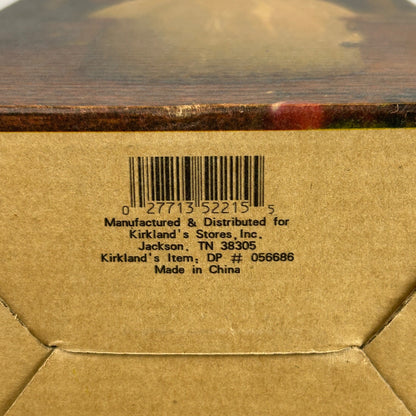 0 27713 52215 5
Manufactured & Distributed for
Kirkland's Stores, Inc.
Jackson, TN 38305
Kirkland's Item: DP # 056686
Made in China